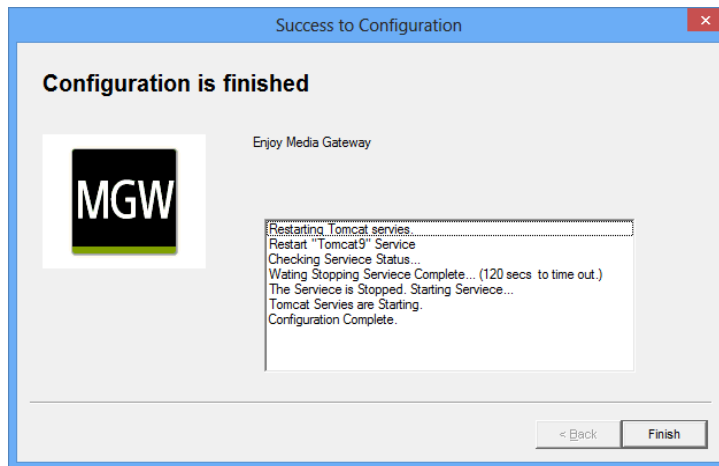 Success to Configuration
Configuration is finished
MGW
Enjoy Media Gateway
Restarting Tomcat servies.
Restart "Tomcat9" Service
Checking Serviece Status...
Wating Stopping Serviece Complete... (120 secs to time out.)
The Serviece is Stopped. Starting Serviece...
Tomcat Servies are Starting.
Configuration Complete.
< Back
Finish